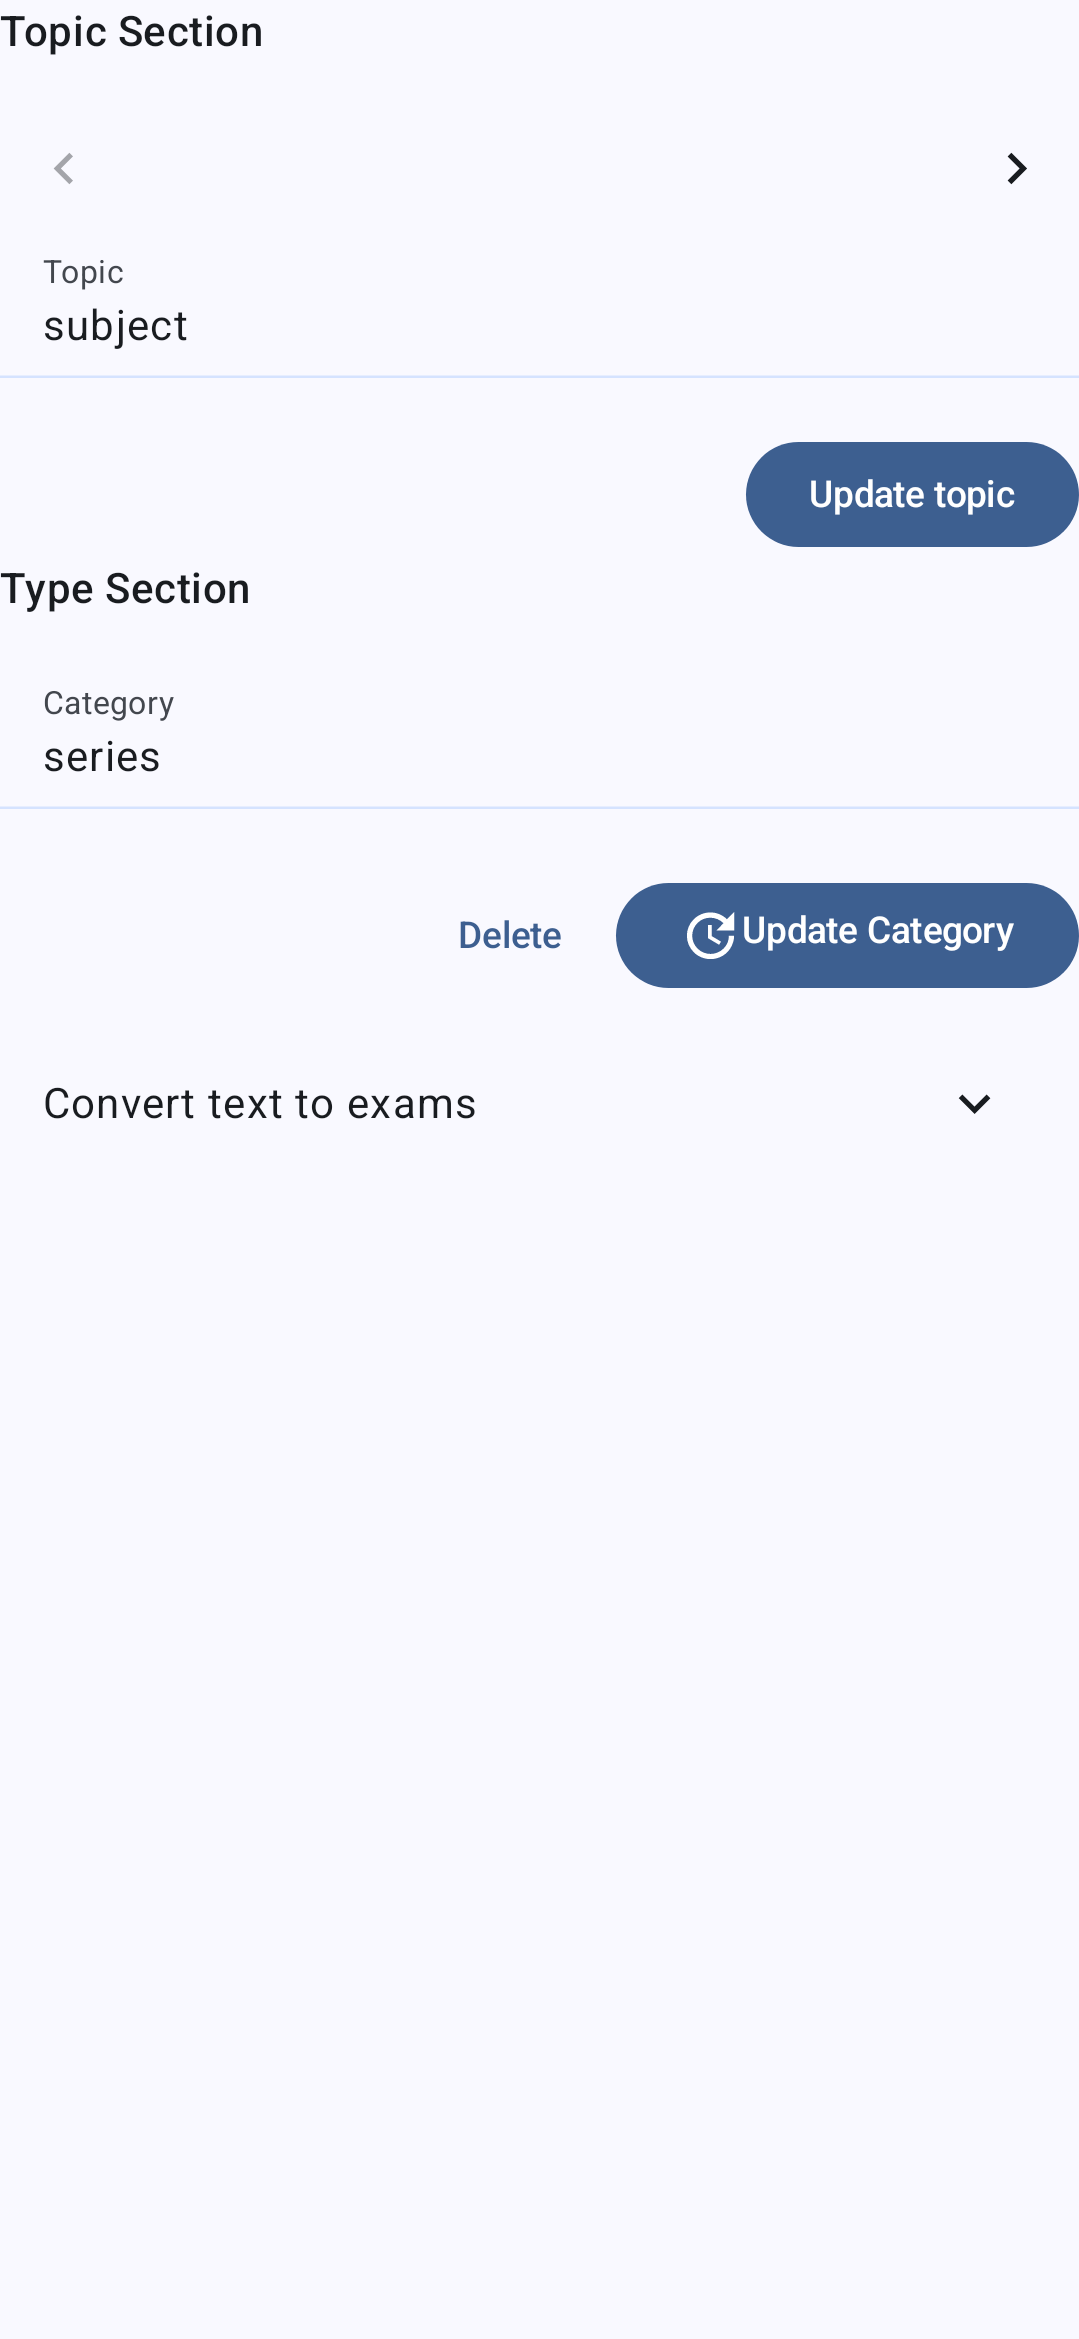 Topic Section
Topic
subject
Update topic
Type Section
Category
series
Delete
Update Category
Convert text to exams